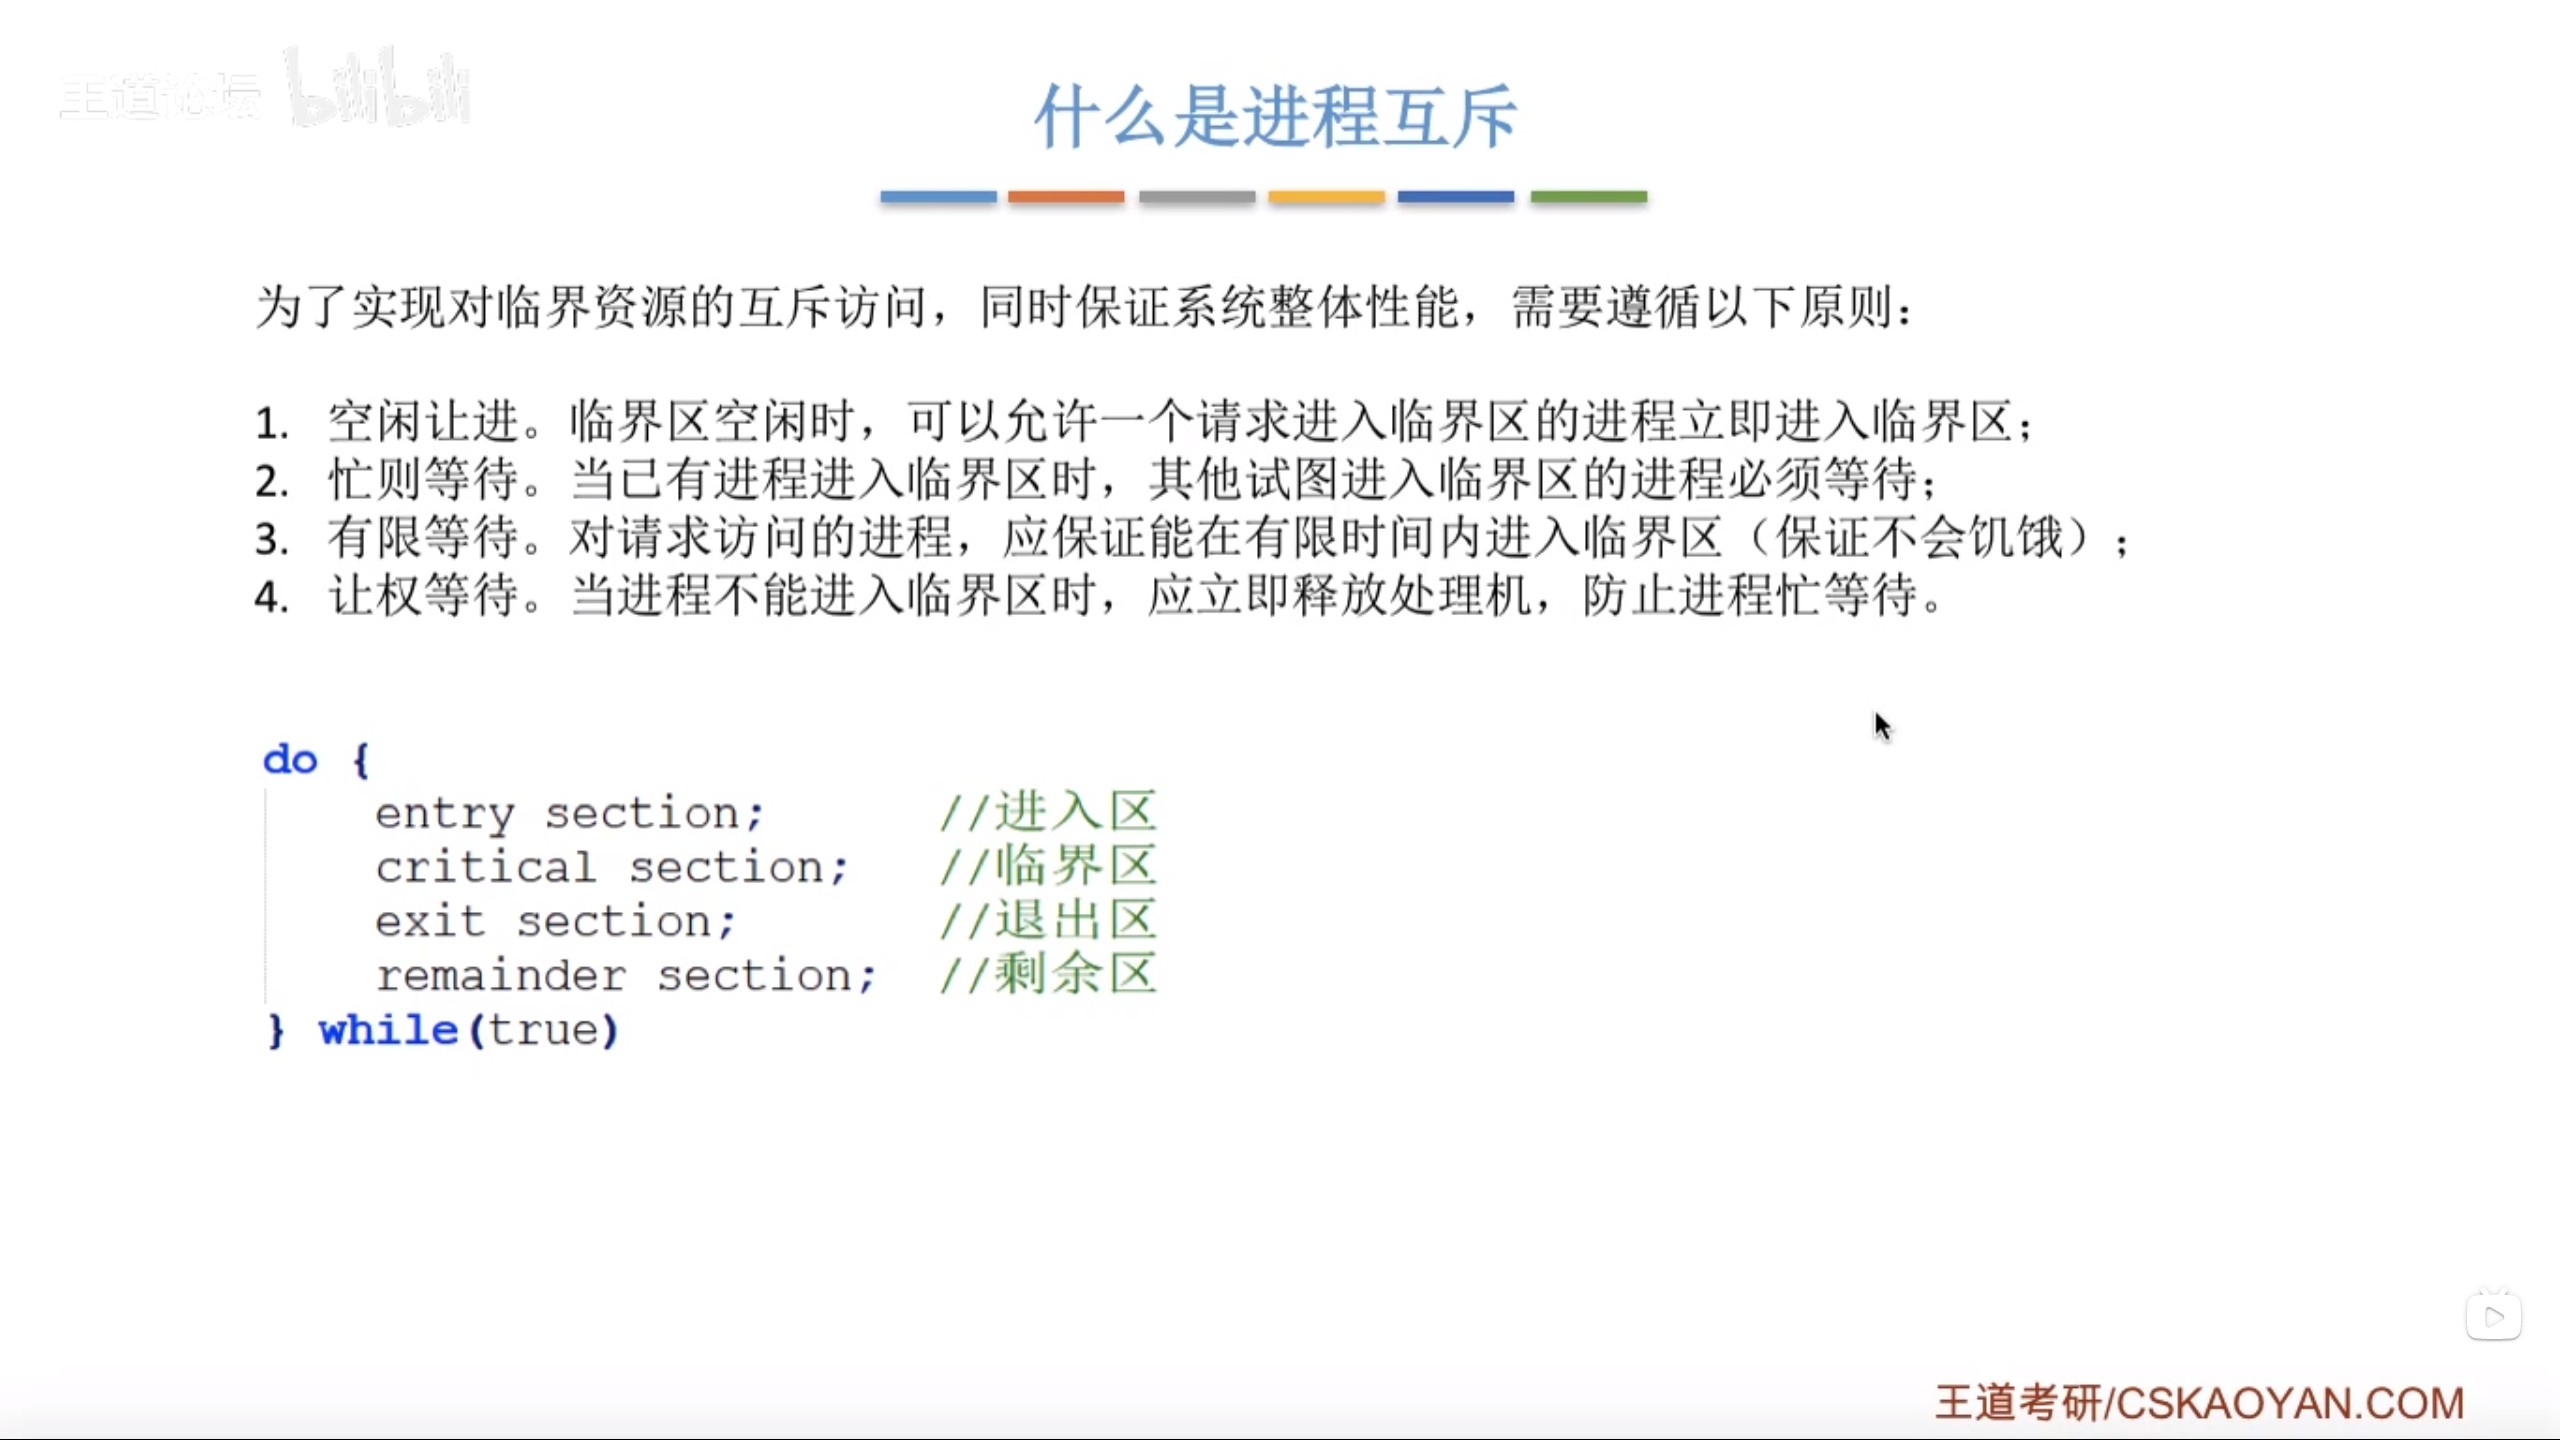 王道论坛 bilibili
什么是进程互斥
为了实现对临界资源的互斥访问，同时保证系统整体性能，需要遵循以下原则：
1. 空闲让进。临界区空闲时，可以允许一个请求进入临界区的进程立即进入临界区；
2. 忙则等待。当已有进程进入临界区时，其他试图进入临界区的进程必须等待；
3. 有限等待。对请求访问的进程，应保证能在有限时间内进入临界区（保证不会饥饿）；
4. 让权等待。当进程不能进入临界区时，应立即释放处理机，防止进程忙等待。
do {
    entry section;      //进入区
    critical section;   //临界区
    exit section;       //退出区
    remainder section;  //剩余区
} while(true)
王道考研/CSKAOYAN.COM